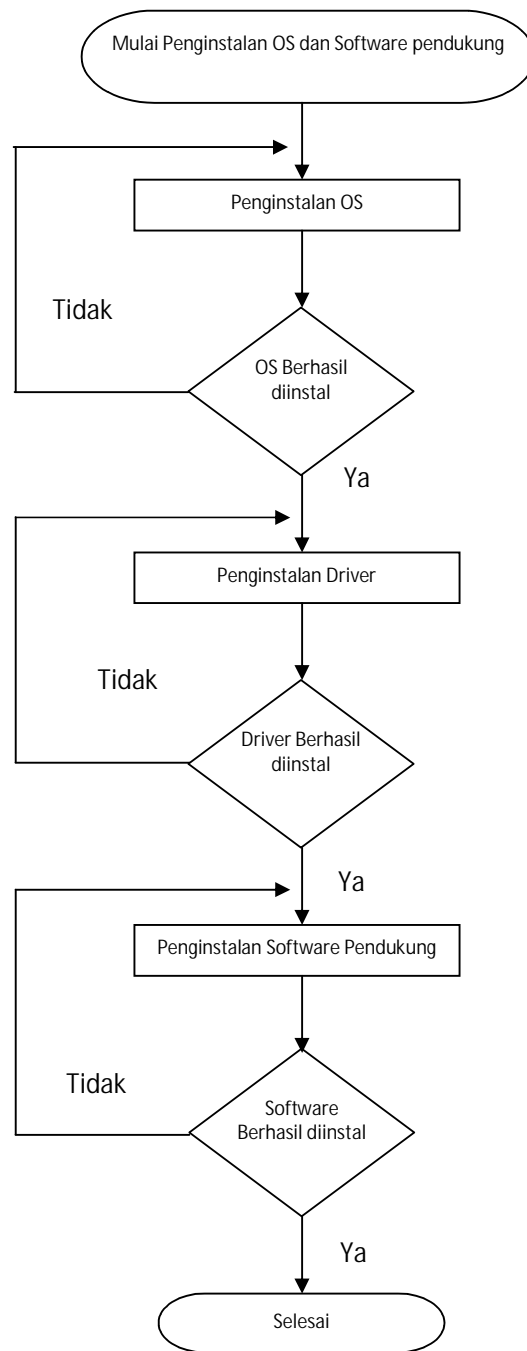 Mulai Penginstalan OS dan Software pendukung
Penginstalan OS
Tidak
OS Berhasil
diinstal
Ya
Penginstalan Driver
Tidak
Driver Berhasil
diinstal
Ya
Penginstalan Software Pendukung
Tidak
Software
Berhasil diinstal
Ya
Selesai